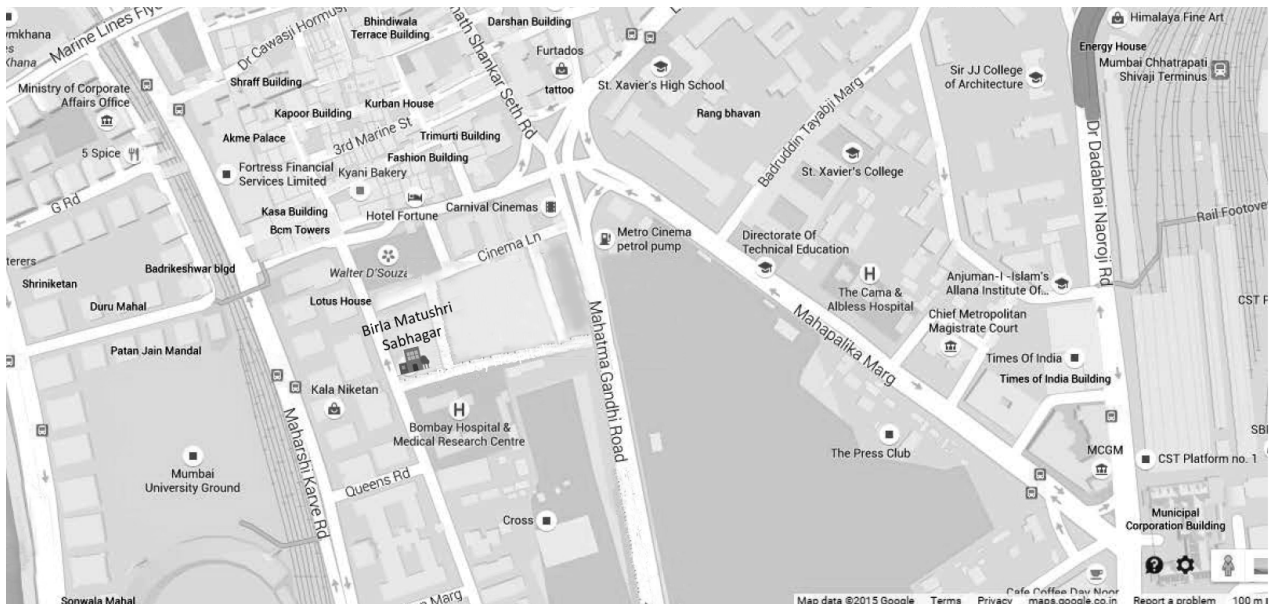 ymkhana
Khana
Marine Lines Flyo
Dr Cawasji Hormusj
Bhindiwala
Terrace Building
nath Shankar Seth Rd
Darshan Building
Furtados
tattoo
St. Xavier's High School
Himalaya Fine Art
Energy House
Mumbai Chhatrapati
Shivaji Terminus
Ministry of Corporate
Affairs Office
Shraff Building
Kapoor Building
Kurban House
3rd Marine St
Trimurti Building
Akme Palace
Fashion Building
5 Spice
Fortress Financial
Services Limited
Kyani Bakery
Rang bhavan
Badruddin Tayabji Marg
Sir JJ College
of Architecture
St. Xavier's College
Dr Dadabhai Naoroji Rd
G Rd
Kasa Building
Bcm Towers
Hotel Fortune
Carnival Cinemas
Cinema Ln
Metro Cinema
petrol pump
Directorate Of
Technical Education
Rail Footove
terers
Shriniketan
Badrikeshwar blgd
Walter D'Souza
Duru Mahal
Lotus House
Birla Matushri
Sabhagar
The Cama &
Albless Hospital
Anjuman-I -Islam's
Allana Institute Of...
CST P
Chief Metropolitan
Magistrate Court
Patan Jain Mandal
Mahatma Gandhi Road
Mahapalika Marg
Times Of India
Times of India Building
Kala Niketan
Maharshi Karve Rd
Bombay Hospital &
Medical Research Centre
The Press Club
MCGM
SB
CST Platform no. 1
Mumbai
University Ground
Queens Rd
Cross
Municipal
Corporation Building
Cafe Coffee Day Noor
Sonwala Mahal
a Marg
Map data ©2015 Google Terms Privacy maps.google.co.in Report a problem 100 m